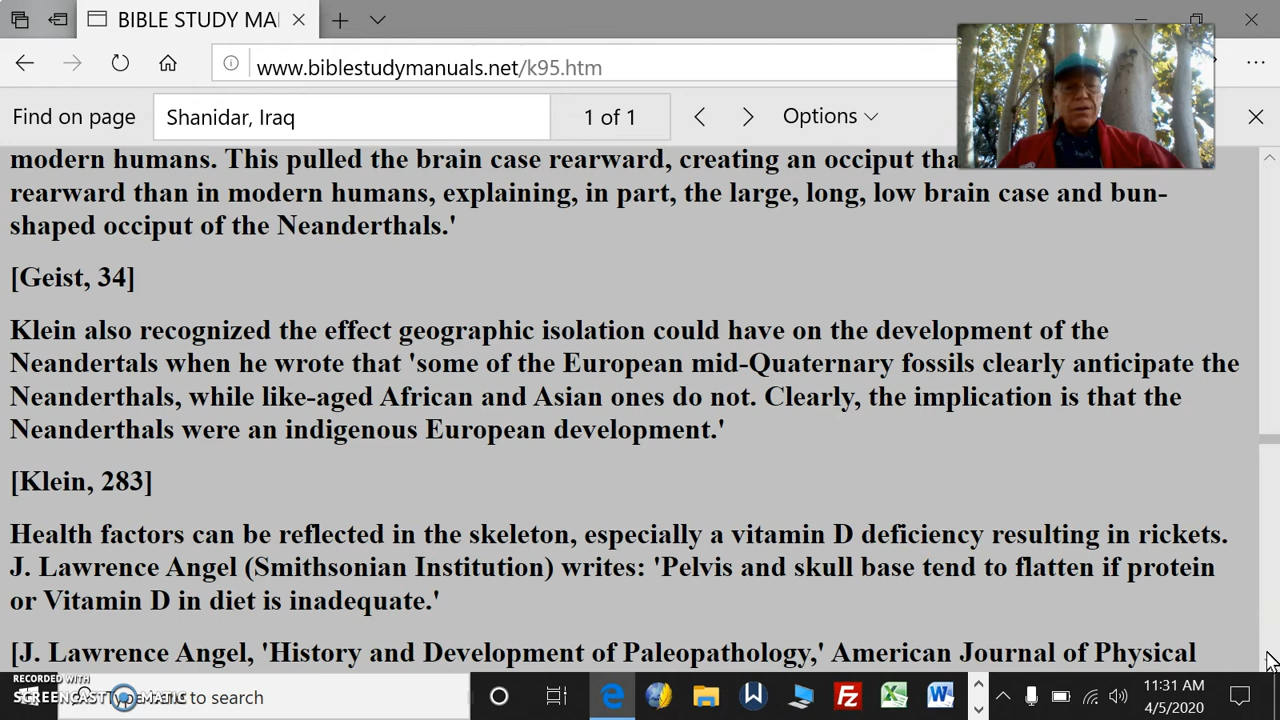 BIBLE STUDY MA
www.biblestudymanuals.net/k95.htm
Find on page
Shanidar, Iraq
1 of 1
Options
modern humans. This pulled the brain case rearward, creating an occiput tha
rearward than in modern humans, explaining, in part, the large, long, low brain case and bun-
shaped occiput of the Neanderthals.'
[Geist, 34]
Klein also recognized the effect geographic isolation could have on the development of the
Neandertals when he wrote that 'some of the European mid-Quaternary fossils clearly anticipate the
Neanderthals, while like-aged African and Asian ones do not. Clearly, the implication is that the
Neanderthals were an indigenous European development.'
[Klein, 283]
Health factors can be reflected in the skeleton, especially a vitamin D deficiency resulting in rickets.
J. Lawrence Angel (Smithsonian Institution) writes: 'Pelvis and skull base tend to flatten if protein
or Vitamin D in diet is inadequate.'
[J. Lawrence Angel, 'History and Development of Paleopathology,' American Journal of Physical
RECORDED WITH
SCREENCAST MATIC
Type here to search
11:31 AM
4/5/2020